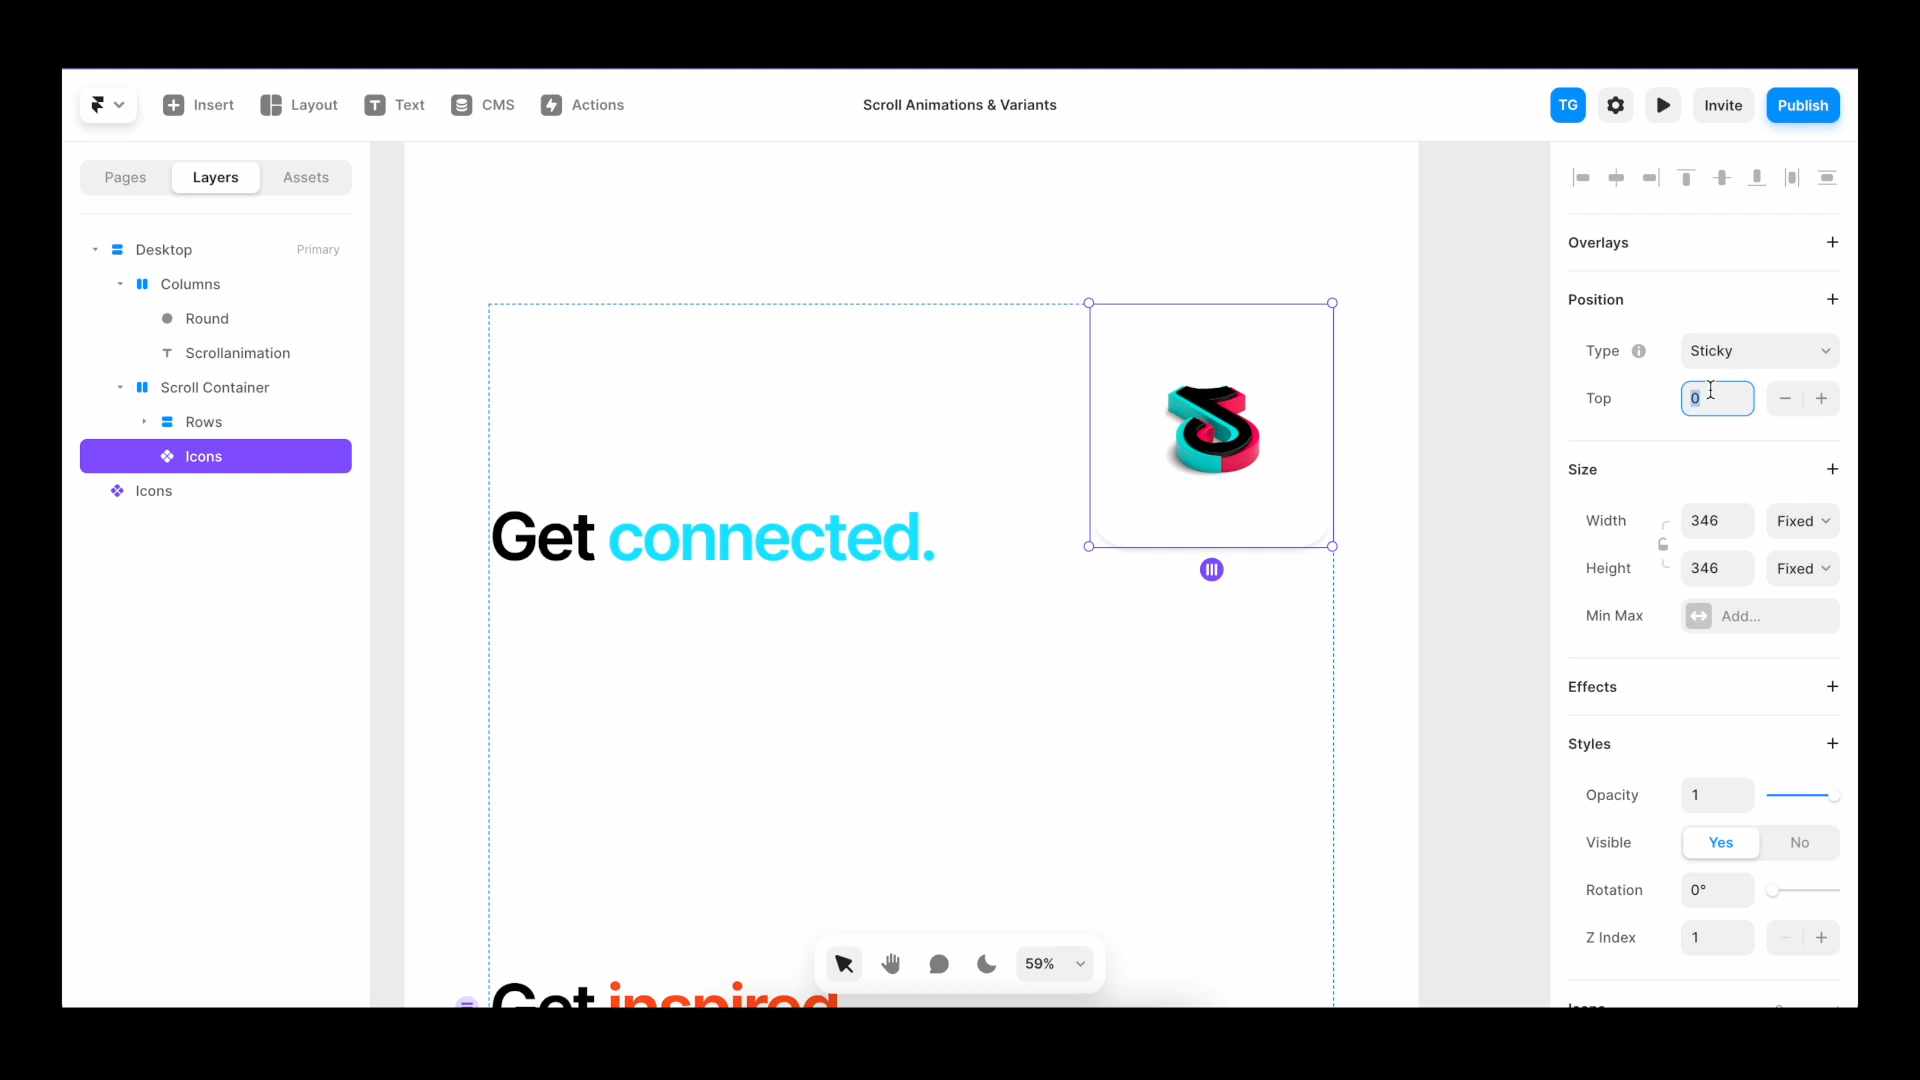 Insert
Layout
Text
CMS
Actions
Scroll Animations & Variants
TG
Invite
Publish
Pages
Layers
Assets
Desktop
Primary
Columns
Round
Scrollanimation
Scroll Container
Rows
Icons
Icons
Get connected.
Get inspired
59%
Overlays
Position
Type
Sticky
Top
0
Size
Width
346
Fixed
Height
346
Fixed
Min Max
Add...
Effects
Styles
Opacity
1
Visible
Yes
No
Rotation
0°
Z Index
1
Icons